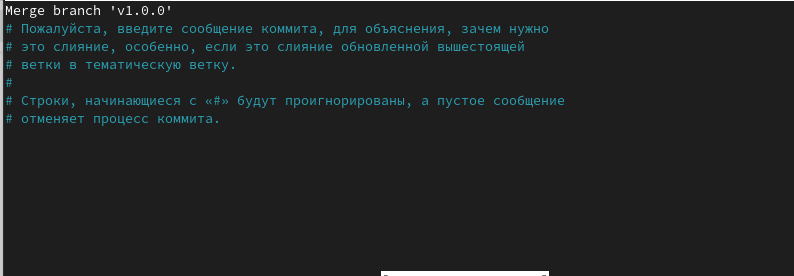 Merge branch 'v1.0.0'
# Пожалуйста, введите сообщение коммита, для объяснения, зачем нужно
# это слияние, особенно, если это слияние обновленной вышестоящей
# ветки в тематическую ветку.
#
# Строки, начинающиеся с «#» будут проигнорированы, а пустое сообщение
# отменяет процесс коммита.